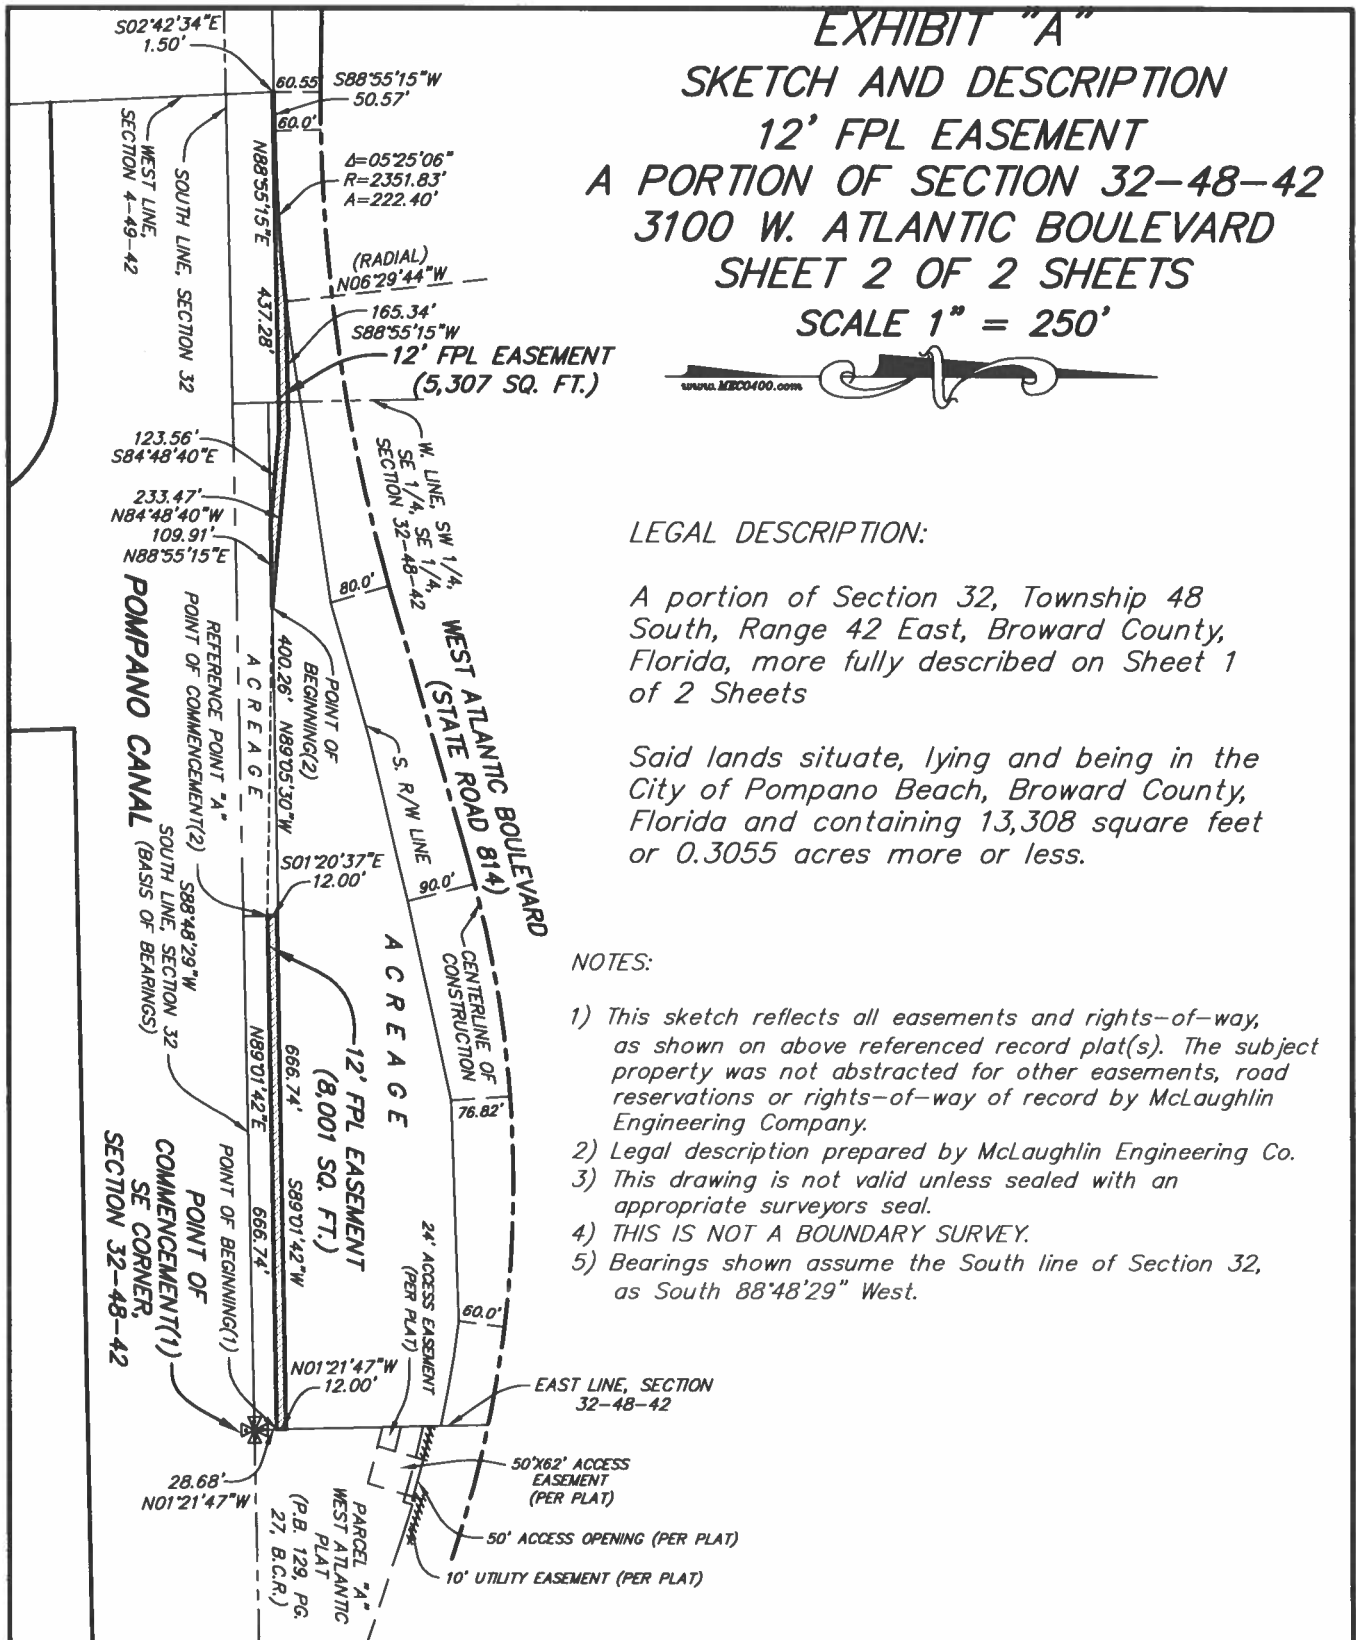 EXHIBIT "A"
SKETCH AND DESCRIPTION
12' FPL EASEMENT
A PORTION OF SECTION 32-48-42
3100 W. ATLANTIC BOULEVARD
SHEET 2 OF 2 SHEETS
SCALE 1" = 250'
www.MECO400.com
S02°42'34"E
1.50'
60.55
S88°55'15"W
50.57'
60.0'
Δ=05°25'06"
R=2351.83'
A=222.40'
(RADIAL)
N06°29'44"W
165.34'
S88°55'15"W
12' FPL EASEMENT
(5,307 SQ. FT.)
WEST LINE,
SECTION 4-49-42
SOUTH LINE, SECTION 32
N88°55'15"E 437.28'
123.56'
S84°48'40"E
233.47'
N84°48'40"W
109.91'
N88°55'15"E
W. LINE, SW 1/4,
SE 1/4, SE 1/4,
SECTION 32-48-42
80.0'
WEST ATLANTIC BOULEVARD
(STATE ROAD 814)
POINT OF
BEGINNING(2)
400.26' N89°05'30"W
ACREAGE
REFERENCE POINT "A"
POINT OF COMMENCEMENT(2)
POMPANO CANAL
S. R/W LINE
S01°20'37"E
12.00'
90.0'
S88°48'29"W
SOUTH LINE, SECTION 32
(BASIS OF BEARINGS)
ACREAGE
CENTERLINE OF
CONSTRUCTION
12' FPL EASEMENT
(8,001 SQ. FT.)
666.74' S89°01'42"W
N89°01'42"E 666.74'
76.82'
POINT OF BEGINNING(1)
POINT OF
COMMENCEMENT(1)
SE CORNER,
SECTION 32-48-42
24' ACCESS EASEMENT
(PER PLAT)
60.0'
N01°21'47"W
12.00'
EAST LINE, SECTION
32-48-42
28.68'
N01°21'47"W
50'X62' ACCESS
EASEMENT
(PER PLAT)
50' ACCESS OPENING (PER PLAT)
10' UTILITY EASEMENT (PER PLAT)
PARCEL "A"
WEST ATLANTIC
PLAT
(P.B. 129, PG.
27, B.C.R.)
LEGAL DESCRIPTION:
A portion of Section 32, Township 48
South, Range 42 East, Broward County,
Florida, more fully described on Sheet 1
of 2 Sheets
Said lands situate, lying and being in the
City of Pompano Beach, Broward County,
Florida and containing 13,308 square feet
or 0.3055 acres more or less.
NOTES:
1) This sketch reflects all easements and rights-of-way,
as shown on above referenced record plat(s). The subject
property was not abstracted for other easements, road
reservations or rights-of-way of record by McLaughlin
Engineering Company.
2) Legal description prepared by McLaughlin Engineering Co.
3) This drawing is not valid unless sealed with an
appropriate surveyors seal.
4) THIS IS NOT A BOUNDARY SURVEY.
5) Bearings shown assume the South line of Section 32,
as South 88°48'29" West.